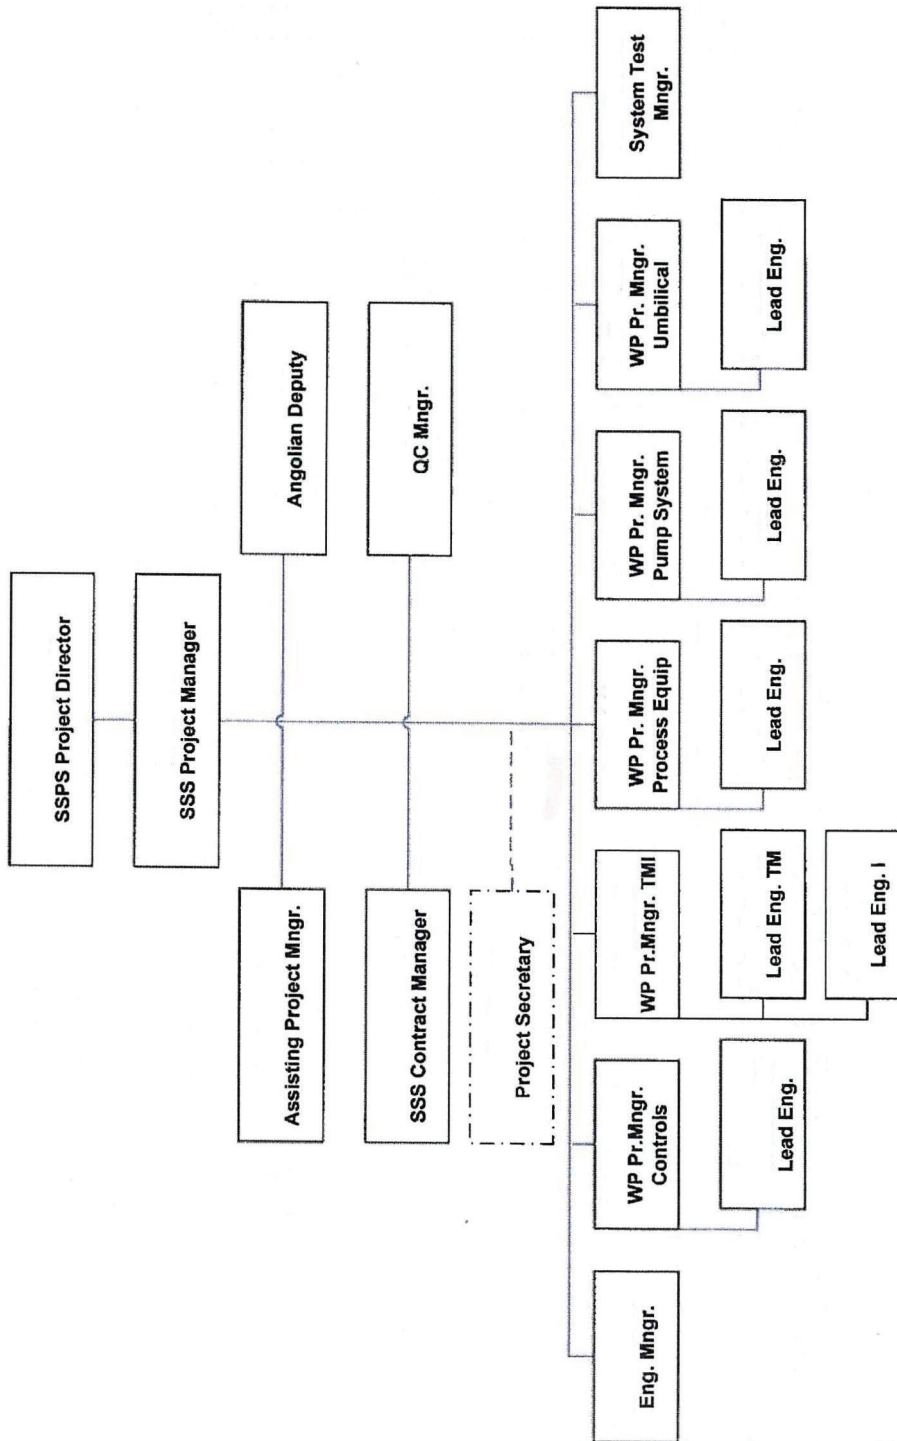 SSPS Project Director
SSS Project Manager
Assisting Project Mngr.
Angolian Deputy
SSS Contract Manager
QC Mngr.
Project Secretary
Eng. Mngr.
WP Pr.Mngr.
Controls
WP Pr.Mngr. TMI
WP Pr. Mngr.
Process Equip
WP Pr. Mngr.
Pump System
WP Pr. Mngr.
Umbilical
System Test
Mngr.
Lead Eng.
Lead Eng. TM
Lead Eng.
Lead Eng.
Lead Eng.
Lead Eng. I